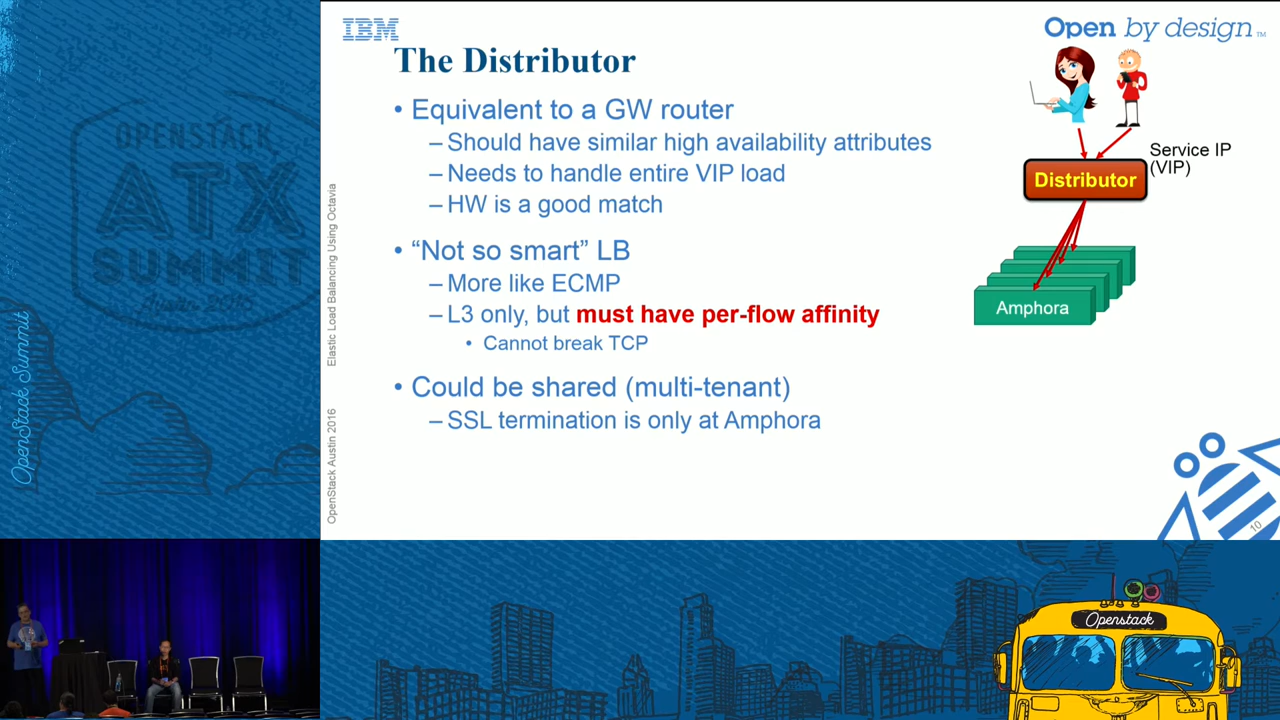 IBM
Open by design™
The Distributor
• Equivalent to a GW router
– Should have similar high availability attributes
– Needs to handle entire VIP load
– HW is a good match
• “Not so smart” LB
– More like ECMP
– L3 only, but must have per-flow affinity
• Cannot break TCP
• Could be shared (multi-tenant)
– SSL termination is only at Amphora
Service IP
(VIP)
Distributor
Amphora
Elastic Load Balancing Using Octavia
OpenStack Austin 2016
10
OPENSTACK
ATX
SUMMIT
OpenStack Summit
Openstack